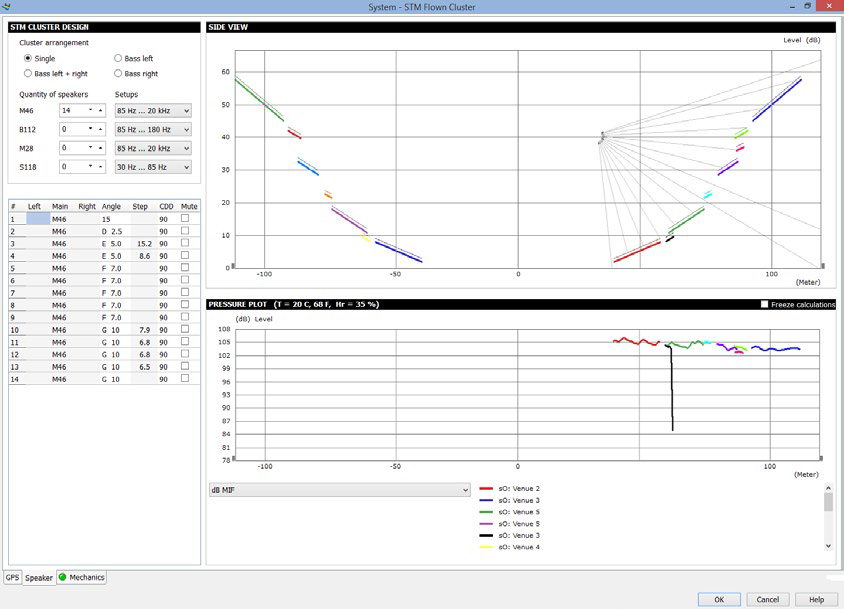 System - STM Flown Cluster
STM CLUSTER DESIGN
Cluster arrangement
Single
Bass left
Bass left + right
Bass right
Quantity of speakers
Setups
M46 14 85 Hz ... 20 kHz
B112 0 85 Hz ... 180 Hz
M28 0 85 Hz ... 20 kHz
S118 0 30 Hz ... 85 Hz
# Left Main Right Angle Step CDD Mute
1 M46 15 90
2 M46 D 2.5 90
3 M46 E 5.0 15.2 90
4 M46 E 5.0 8.6 90
5 M46 F 7.0 90
6 M46 F 7.0 90
7 M46 F 7.0 90
8 M46 F 7.0 90
9 M46 F 7.0 90
10 M46 G 10 7.9 90
11 M46 G 10 6.8 90
12 M46 G 10 6.8 90
13 M46 G 10 6.5 90
14 M46 G 10 90
SIDE VIEW
Level (dB)
60
50
40
30
20
10
0
-100 -50 0 100
(Meter)
PRESSURE PLOT (T = 20 C, 68 F, Hr = 35 %)
Freeze calculations
(dB) Level
108
105
102
99
96
93
90
87
84
81
78
-100 -50 0 100
(Meter)
dB MIF
sO: Venue 2
sO: Venue 3
sO: Venue 5
sO: Venue 5
sO: Venue 3
sO: Venue 4
GPS Speaker Mechanics
OK Cancel Help